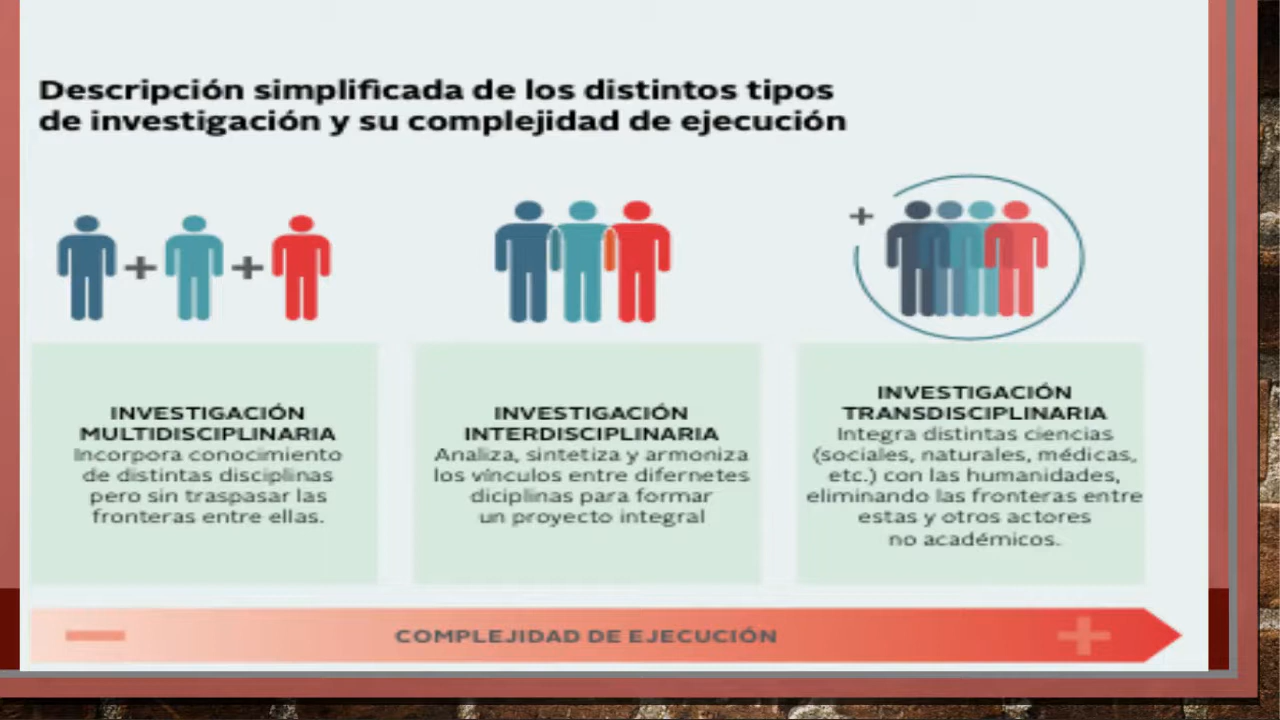 Descripción simplificada de los distintos tipos
de investigación y su complejidad de ejecución
+
+
+
INVESTIGACIÓN
MULTIDISCIPLINARIA
Incorpora conocimiento
de distintas disciplinas
pero sin traspasar las
fronteras entre ellas.
INVESTIGACIÓN
INTERDISCIPLINARIA
Analiza, sintetiza y armoniza
los vínculos entre difernetes
diciplinas para formar
un proyecto integral
INVESTIGACIÓN
TRANSDISCIPLINARIA
Integra distintas ciencias
(sociales, naturales, médicas,
etc.) con las humanidades,
eliminando las fronteras entre
estas y otros actores
no académicos.
− COMPLEJIDAD DE EJECUCIÓN +